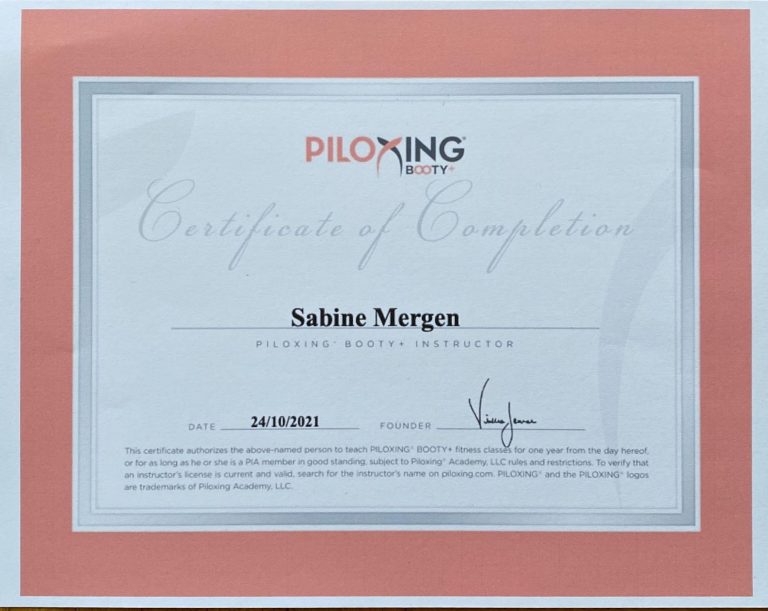 PILOXING®
BOOTY+
Certificate of Completion
Sabine Mergen
PILOXING® BOOTY+ INSTRUCTOR
DATE 24/10/2021 FOUNDER
This certificate authorizes the above-named person to teach PILOXING® BOOTY+ fitness classes for one year from the day hereof,
or for as long as he or she is a PIA member in good standing, subject to Piloxing® Academy, LLC rules and restrictions. To verify that
an instructor's license is current and valid, search for the instructor's name on piloxing.com. PILOXING® and the PILOXING® logos
are trademarks of Piloxing Academy, LLC.